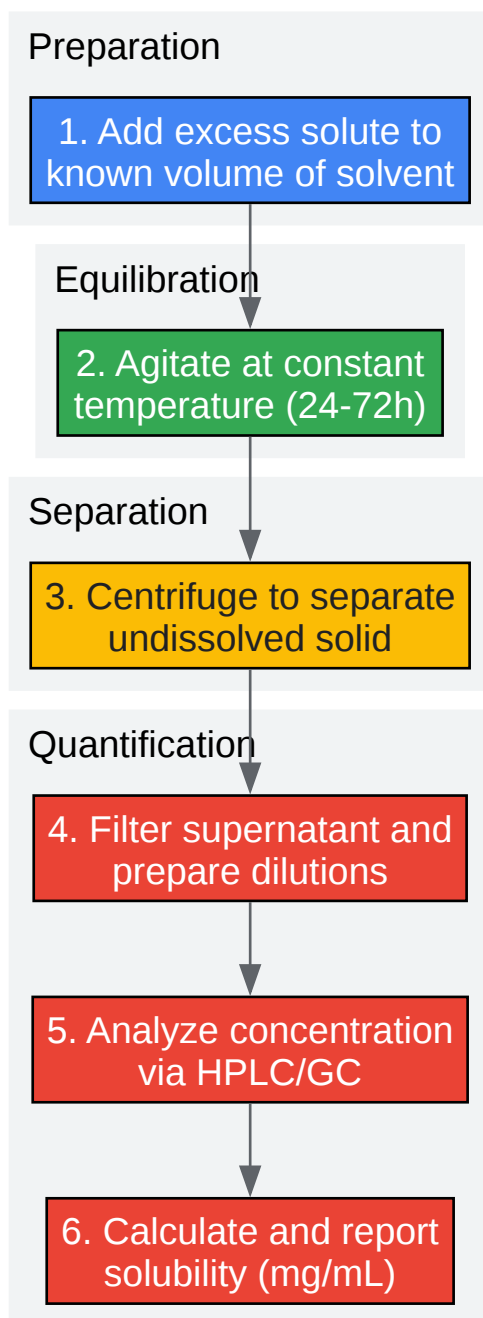 Preparation
1. Add excess solute to
known volume of solvent
Equilibration
2. Agitate at constant
temperature (24-72h)
Separation
3. Centrifuge to separate
undissolved solid
Quantification
4. Filter supernatant and
prepare dilutions
5. Analyze concentration
via HPLC/GC
6. Calculate and report
solubility (mg/mL)